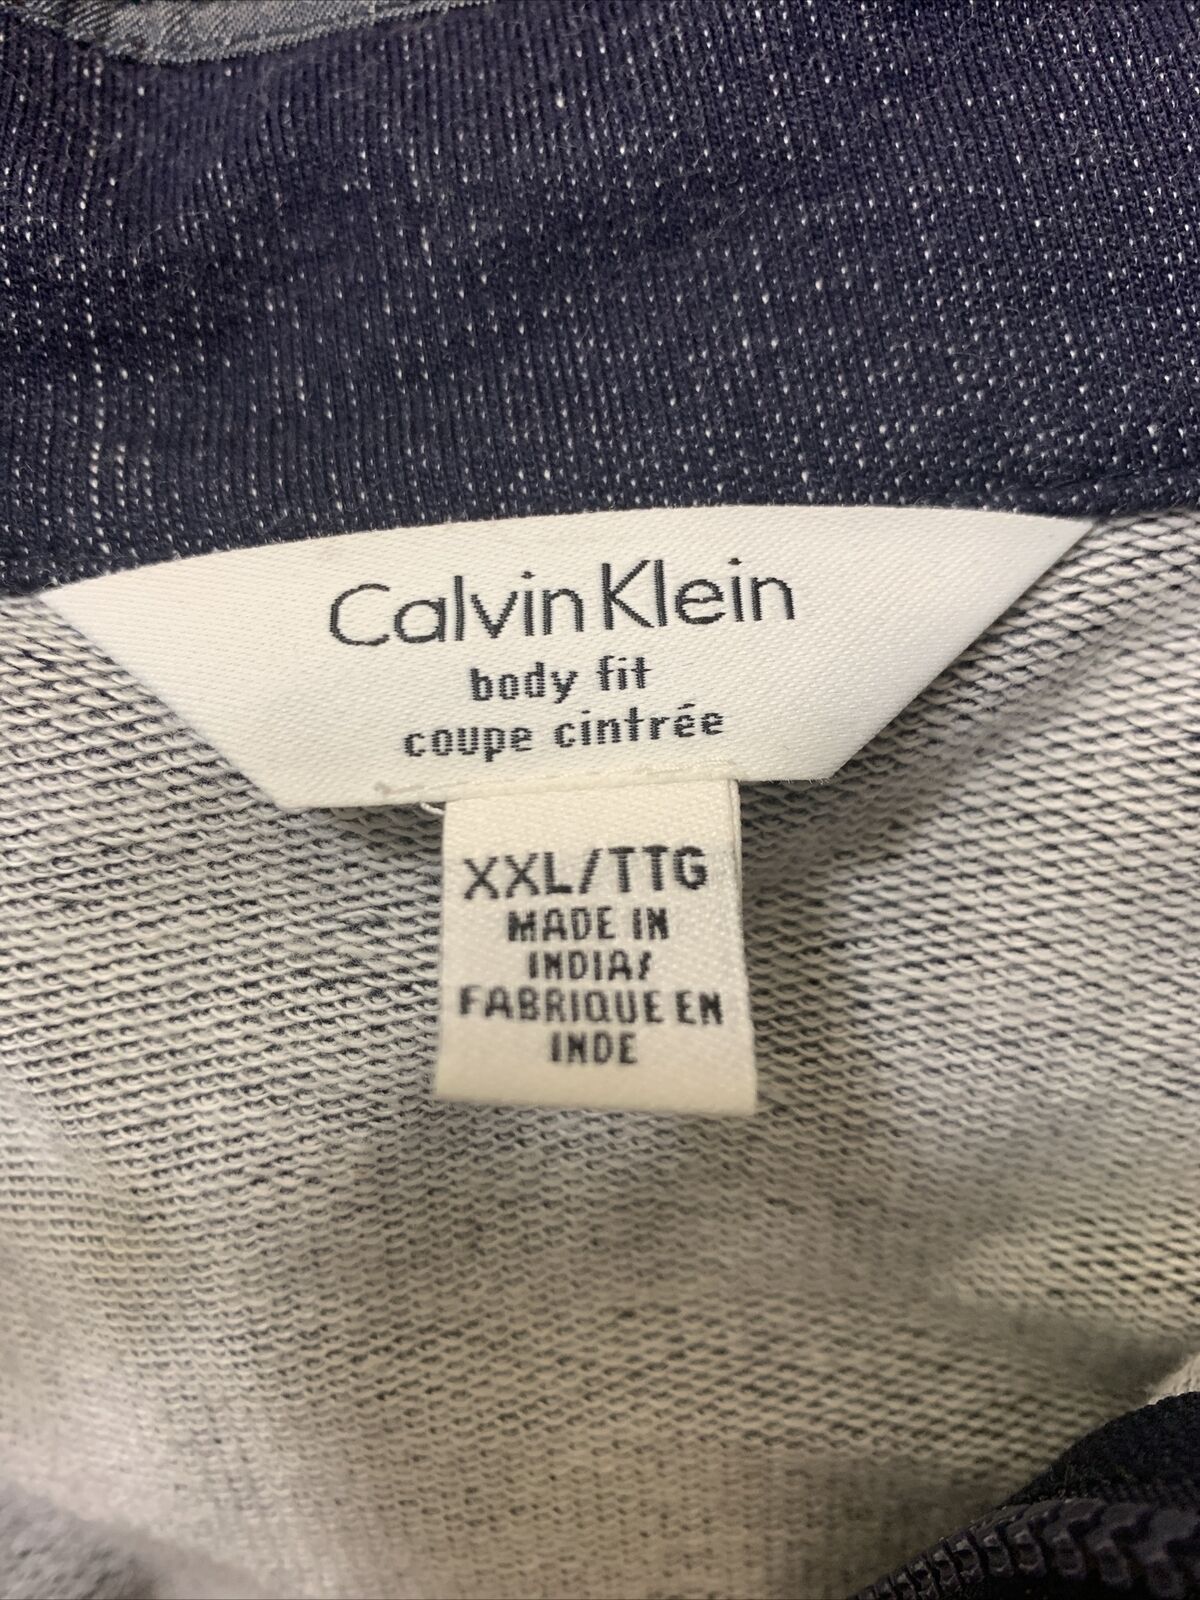 Calvin Klein
body fit
coupe cintrée
XXL/TTG
MADE IN
INDIA/
FABRIQUE EN
INDE